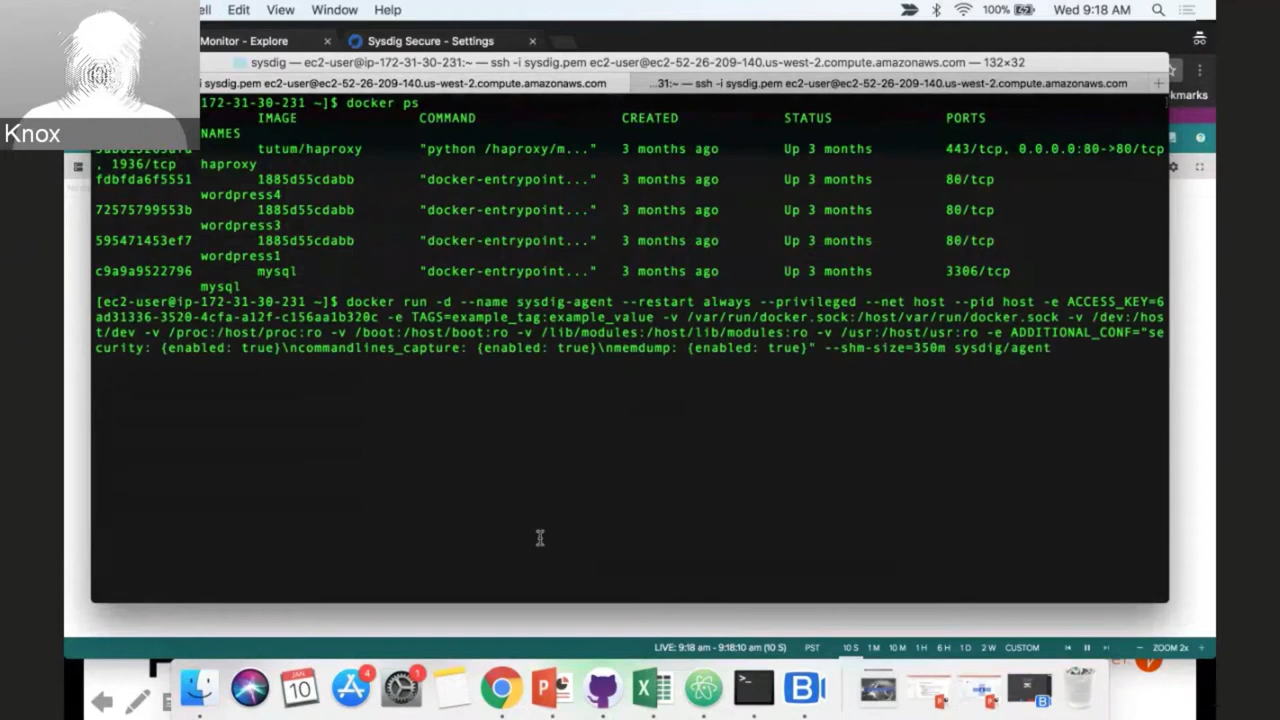 ell Edit View Window Help 100% Wed 9:18 AM
Monitor - Explore × Sysdig Secure - Settings ×
sysdig — ec2-user@ip-172-31-30-231:~ — ssh -i sysdig.pem ec2-user@ec2-52-26-209-140.us-west-2.compute.amazonaws.com — 132×32
i sysdig.pem ec2-user@ec2-52-26-209-140.us-west-2.compute.amazonaws.com ...31:~ — ssh -i sysdig.pem ec2-user@ec2-52-26-209-140.us-west-2.compute.amazonaws.com +
kmarks
Knox
172-31-30-231 ~]$ docker ps
IMAGE COMMAND CREATED STATUS PORTS
NAMES
tutum/haproxy "python /haproxy/m..." 3 months ago Up 3 months 443/tcp, 0.0.0.0:80->80/tcp
, 1936/tcp haproxy
fdbfda6f5551 1885d55cdabb "docker-entrypoint..." 3 months ago Up 3 months 80/tcp
wordpress4
72575799553b 1885d55cdabb "docker-entrypoint..." 3 months ago Up 3 months 80/tcp
wordpress3
595471453ef7 1885d55cdabb "docker-entrypoint..." 3 months ago Up 3 months 80/tcp
wordpress1
c9a9a9522796 mysql "docker-entrypoint..." 3 months ago Up 3 months 3306/tcp
mysql
[ec2-user@ip-172-31-30-231 ~]$ docker run -d --name sysdig-agent --restart always --privileged --net host --pid host -e ACCESS_KEY=6
ad31336-3520-4cfa-a12f-c156aa1b320c -e TAGS=example_tag:example_value -v /var/run/docker.sock:/host/var/run/docker.sock -v /dev:/hos
t/dev -v /proc:/host/proc:ro -v /boot:/host/boot:ro -v /lib/modules:/host/lib/modules:ro -v /usr:/host/usr:ro -e ADDITIONAL_CONF="se
curity: {enabled: true}\ncommandlines_capture: {enabled: true}\nmemdump: {enabled: true}" --shm-size=350m sysdig/agent
LIVE: 9:18 am - 9:18:10 am (10 S) PST 10 S 1 M 10 M 1 H 6 H 1 D 2 W CUSTOM ZOOM 2x +
JAN
10
4
1